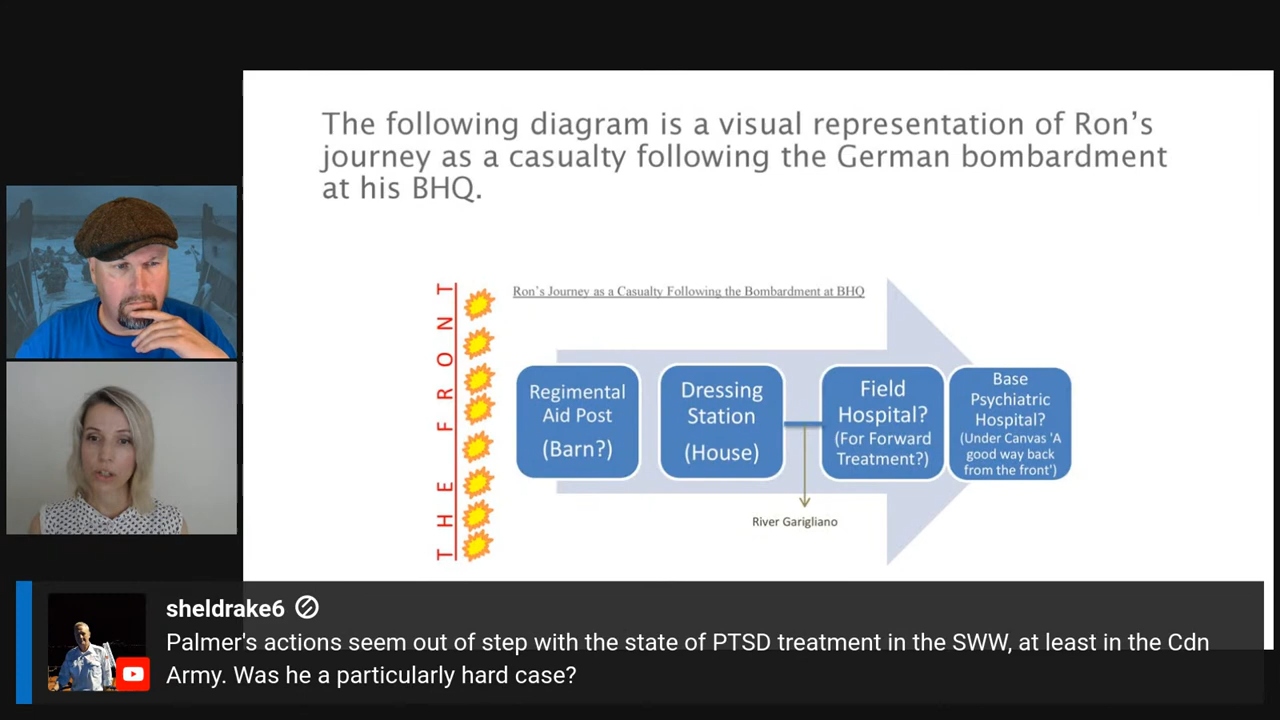 The following diagram is a visual representation of Ron's
journey as a casualty following the German bombardment
at his BHQ.
Ron's Journey as a Casualty Following the Bombardment at BHQ
THE FRONT
Regimental
Aid Post
(Barn?)
Dressing
Station
(House)
Field
Hospital?
(For Forward
Treatment?)
Base
Psychiatric
Hospital?
(Under Canvas 'A
good way back
from the front')
River Garigliano
sheldrake6
Palmer's actions seem out of step with the state of PTSD treatment in the SWW, at least in the Cdn
Army. Was he a particularly hard case?